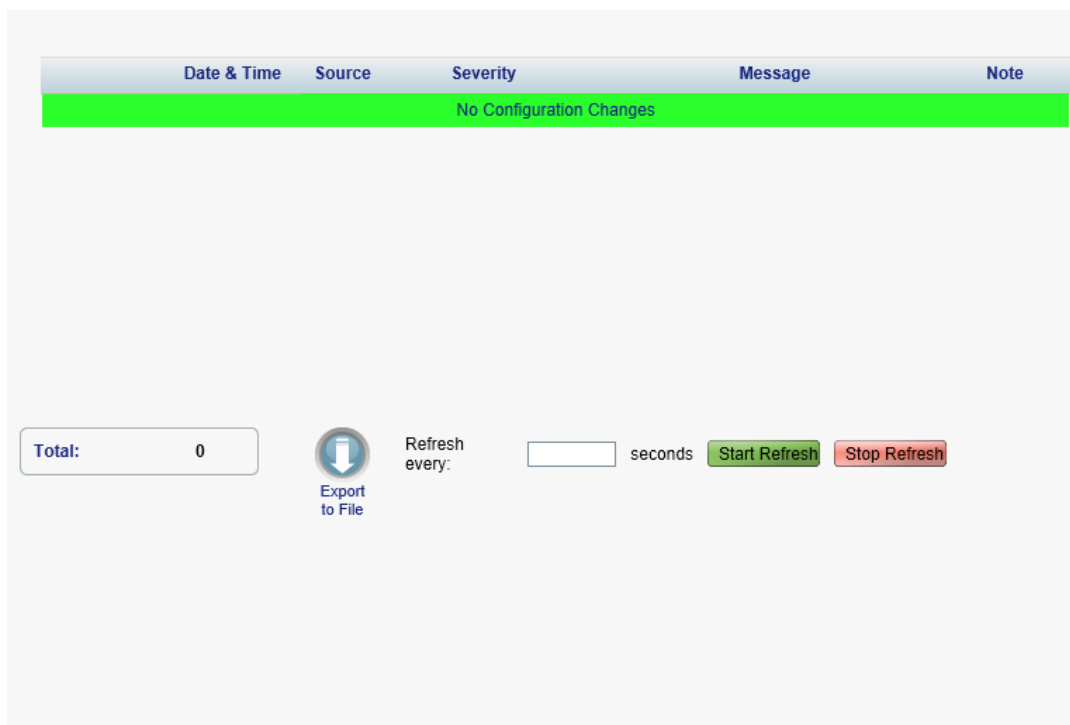 Date & Time Source Severity Message Note
No Configuration Changes
Total: 0
Export
to File
Refresh
every:
seconds
Start Refresh
Stop Refresh